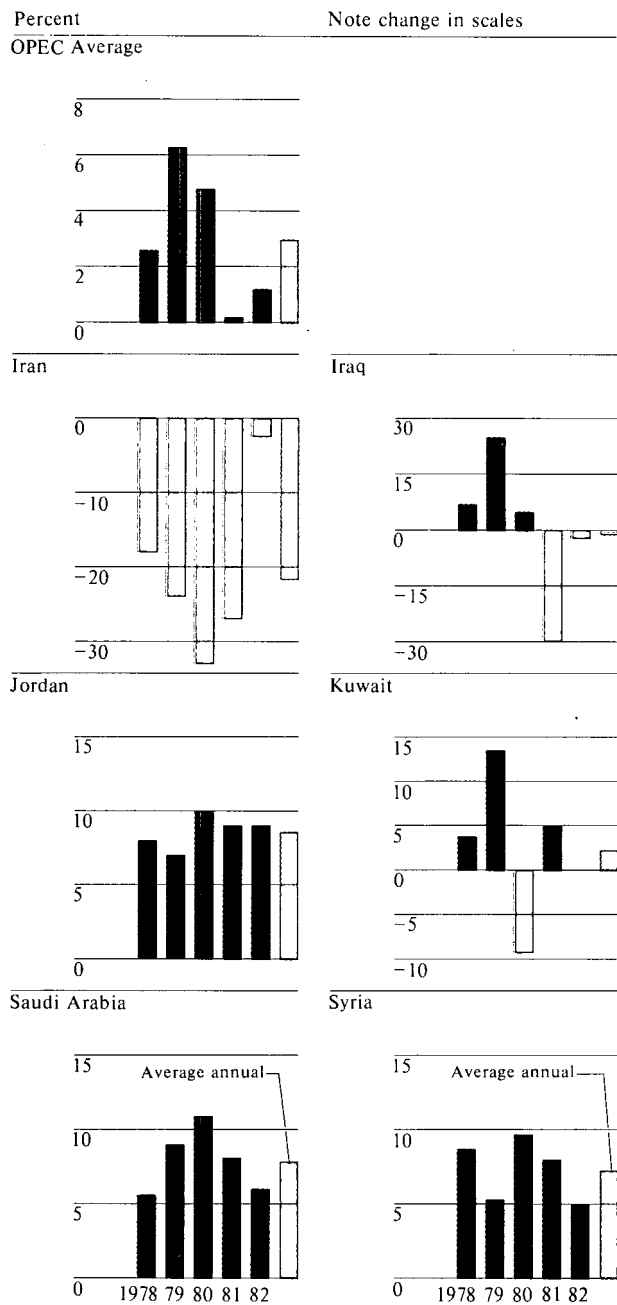 Percent
Note change in scales
OPEC Average
8
6
4
2
0
Iran
0
−10
−20
−30
Iraq
30
15
0
−15
−30
Jordan
15
10
5
0
Kuwait
15
10
5
0
−5
−10
Saudi Arabia
15
Average annual
10
5
0
1978 79 80 81 82
Syria
15
Average annual
10
5
0
1978 79 80 81 82